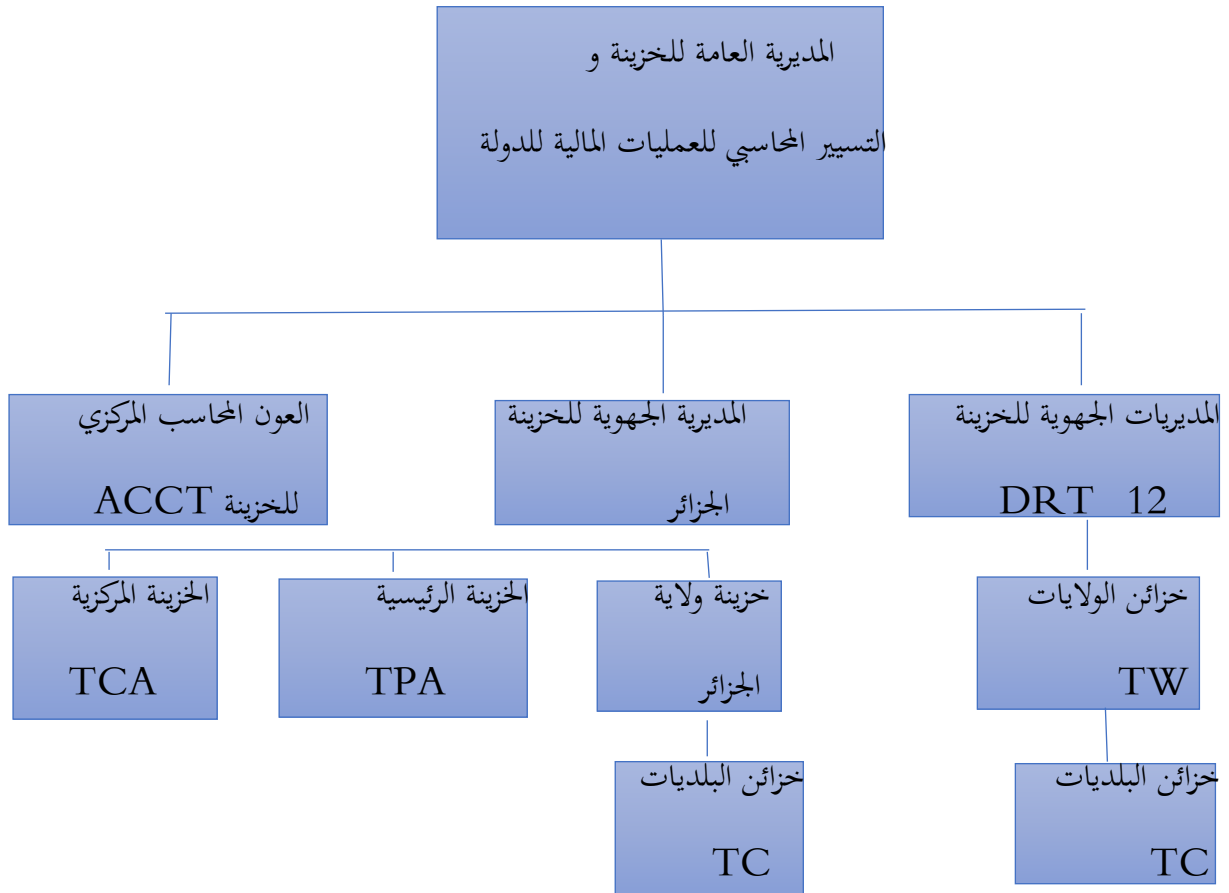 المديرية العامة للخزينة و
التسيير المحاسبي للعمليات المالية للدولة
المديريات الجهوية للخزينة
DRT 12
المديرية الجهوية للخزينة
الجزائر
العون المحاسب المركزي
للخزينة ACCT
خزائن الولايات
TW
خزينة ولاية
الجزائر
الخزينة الرئيسية
TPA
الخزينة المركزية
TCA
خزائن البلديات
TC
خزائن البلديات
TC